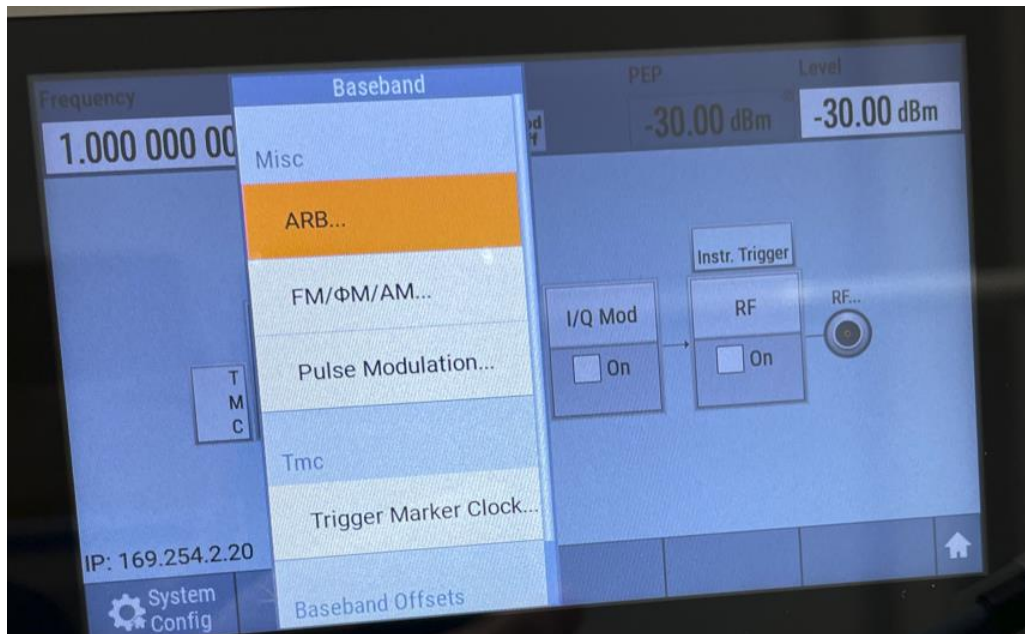 Frequency
Baseband
PEP
Level
1.000 000 00
-30.00 dBm
-30.00 dBm
Misc
ARB...
FM/ΦM/AM...
Pulse Modulation...
Tmc
Trigger Marker Clock...
Baseband Offsets
T
M
C
I/Q Mod
On
Instr. Trigger
RF
On
RF...
IP: 169.254.2.20
System
Config